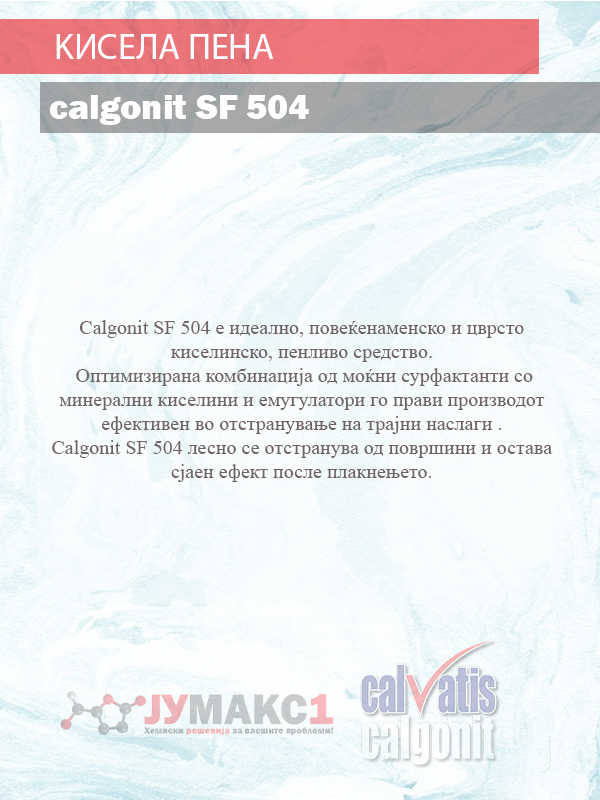 КИСЕЛА ПЕНА
calgonit SF 504
Calgonit SF 504 е идеално, повеќенаменско и цврсто
киселинско, пенливо средство.
Оптимизирана комбинација од моќни сурфактанти со
минерални киселини и емугулатори го прави производот
ефективен во отстранување на трајни наслаги .
Calgonit SF 504 лесно се отстранува од површини и остава
сјаен ефект после плакнењето.
ЈУМАКС1
Хемиски решенија за васшите проблеми!
calvatis
calgonit